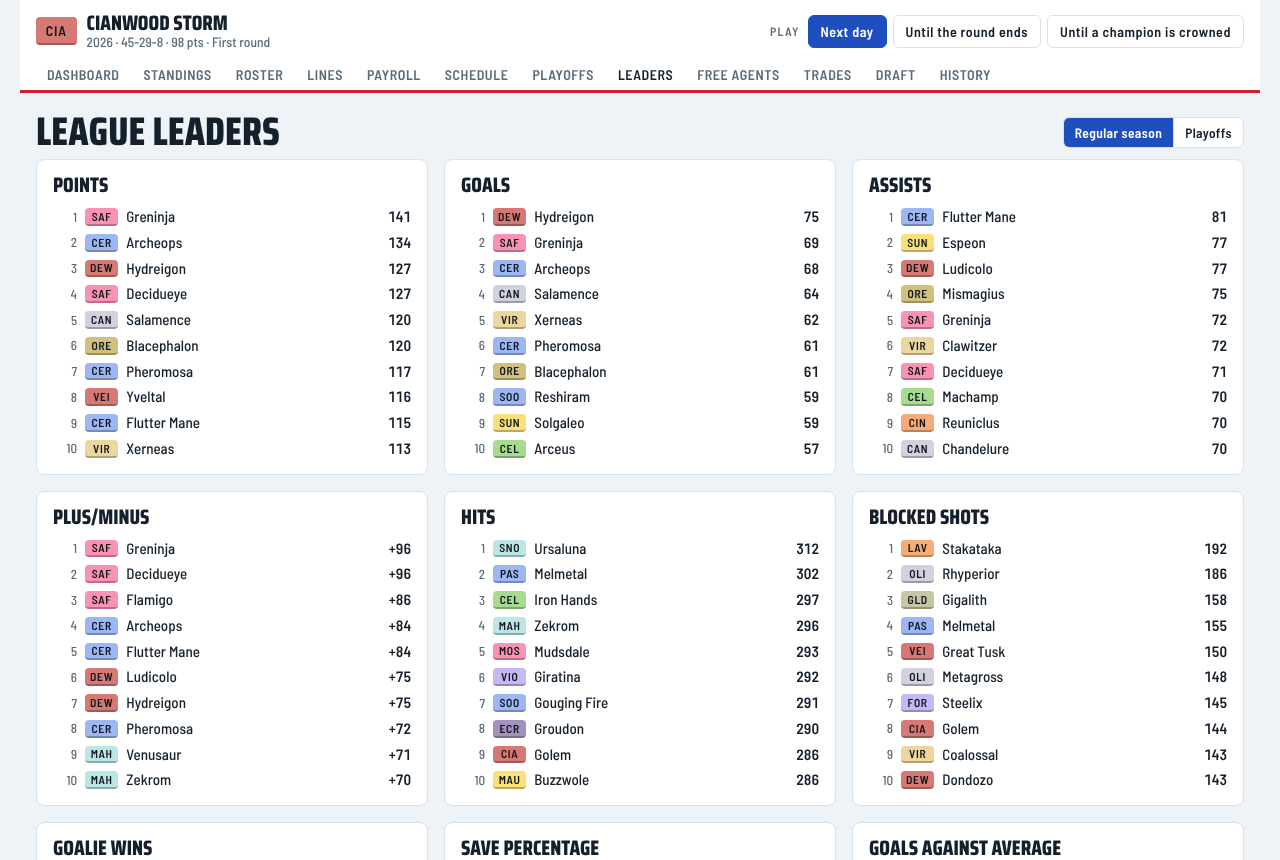 CIA
CIANWOOD STORM
2026 · 45-29-8 · 98 pts · First round
PLAY
Next day
Until the round ends
Until a champion is crowned
DASHBOARD STANDINGS ROSTER LINES PAYROLL SCHEDULE PLAYOFFS LEADERS FREE AGENTS TRADES DRAFT HISTORY
LEAGUE LEADERS
Regular season Playoffs
POINTS
1 SAF Greninja 141
2 CER Archeops 134
3 DEW Hydreigon 127
4 SAF Decidueye 127
5 CAN Salamence 120
6 ORE Blacephalon 120
7 CER Pheromosa 117
8 VEI Yveltal 116
9 CER Flutter Mane 115
10 VIR Xerneas 113
GOALS
1 DEW Hydreigon 75
2 SAF Greninja 69
3 CER Archeops 68
4 CAN Salamence 64
5 VIR Xerneas 62
6 CER Pheromosa 61
7 ORE Blacephalon 61
8 SOO Reshiram 59
9 SUN Solgaleo 59
10 CEL Arceus 57
ASSISTS
1 CER Flutter Mane 81
2 SUN Espeon 77
3 DEW Ludicolo 77
4 ORE Mismagius 75
5 SAF Greninja 72
6 VIR Clawitzer 72
7 SAF Decidueye 71
8 CEL Machamp 70
9 CIN Reuniclus 70
10 CAN Chandelure 70
PLUS/MINUS
1 SAF Greninja +96
2 SAF Decidueye +96
3 SAF Flamigo +86
4 CER Archeops +84
5 CER Flutter Mane +84
6 DEW Ludicolo +75
7 DEW Hydreigon +75
8 CER Pheromosa +72
9 MAH Venusaur +71
10 MAH Zekrom +70
HITS
1 SNO Ursaluna 312
2 PAS Melmetal 302
3 CEL Iron Hands 297
4 MAH Zekrom 296
5 MOS Mudsdale 293
6 VIO Giratina 292
7 SOO Gouging Fire 291
8 ECR Groudon 290
9 CIA Golem 286
10 MAU Buzzwole 286
BLOCKED SHOTS
1 LAV Stakataka 192
2 OLI Rhyperior 186
3 GLD Gigalith 158
4 PAS Melmetal 155
5 VEI Great Tusk 150
6 OLI Metagross 148
7 FOR Steelix 145
8 CIA Golem 144
9 VIR Coalossal 143
10 DEW Dondozo 143
GOALIE WINS
SAVE PERCENTAGE
GOALS AGAINST AVERAGE